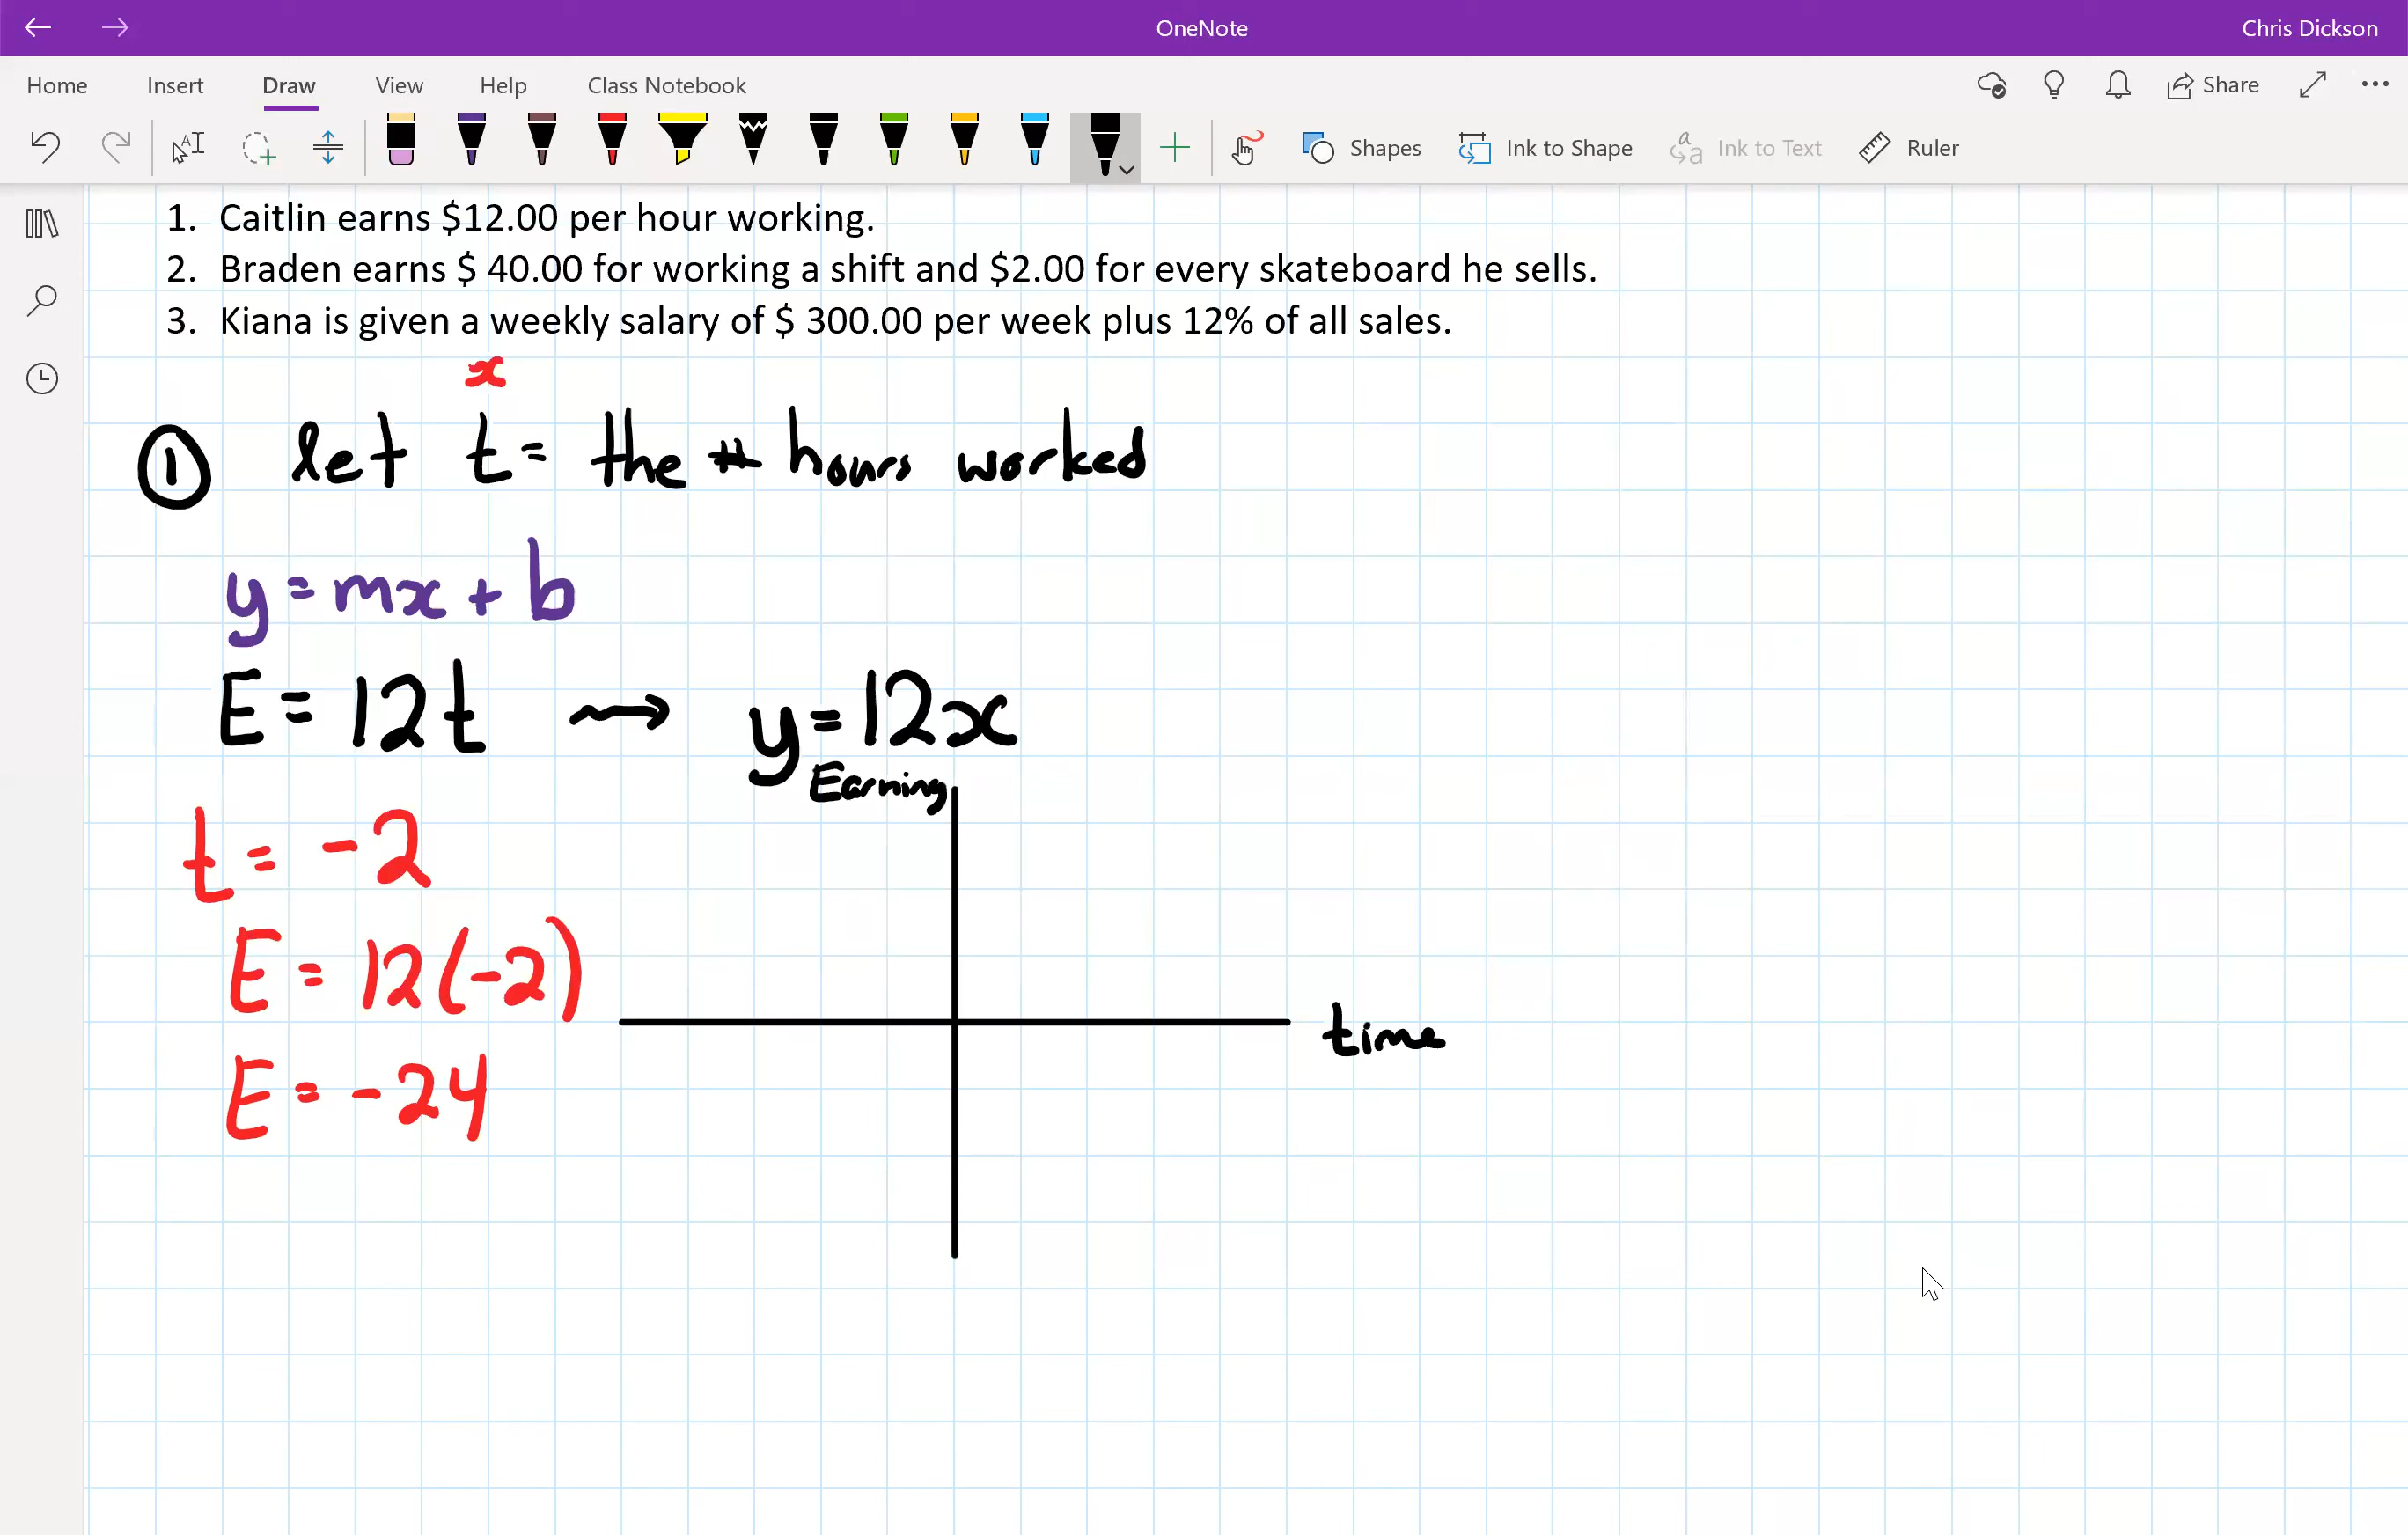 OneNote
Chris Dickson
Home Insert Draw View Help Class Notebook Share
Shapes Ink to Shape Ink to Text Ruler
1. Caitlin earns $12.00 per hour working.
2. Braden earns $ 40.00 for working a shift and $2.00 for every skateboard he sells.
3. Kiana is given a weekly salary of $ 300.00 per week plus 12% of all sales.
x
① let t = the # hours worked
y = mx + b
E = 12t → y = 12x
Earning
t = -2
E = 12(-2)
time
E = -24